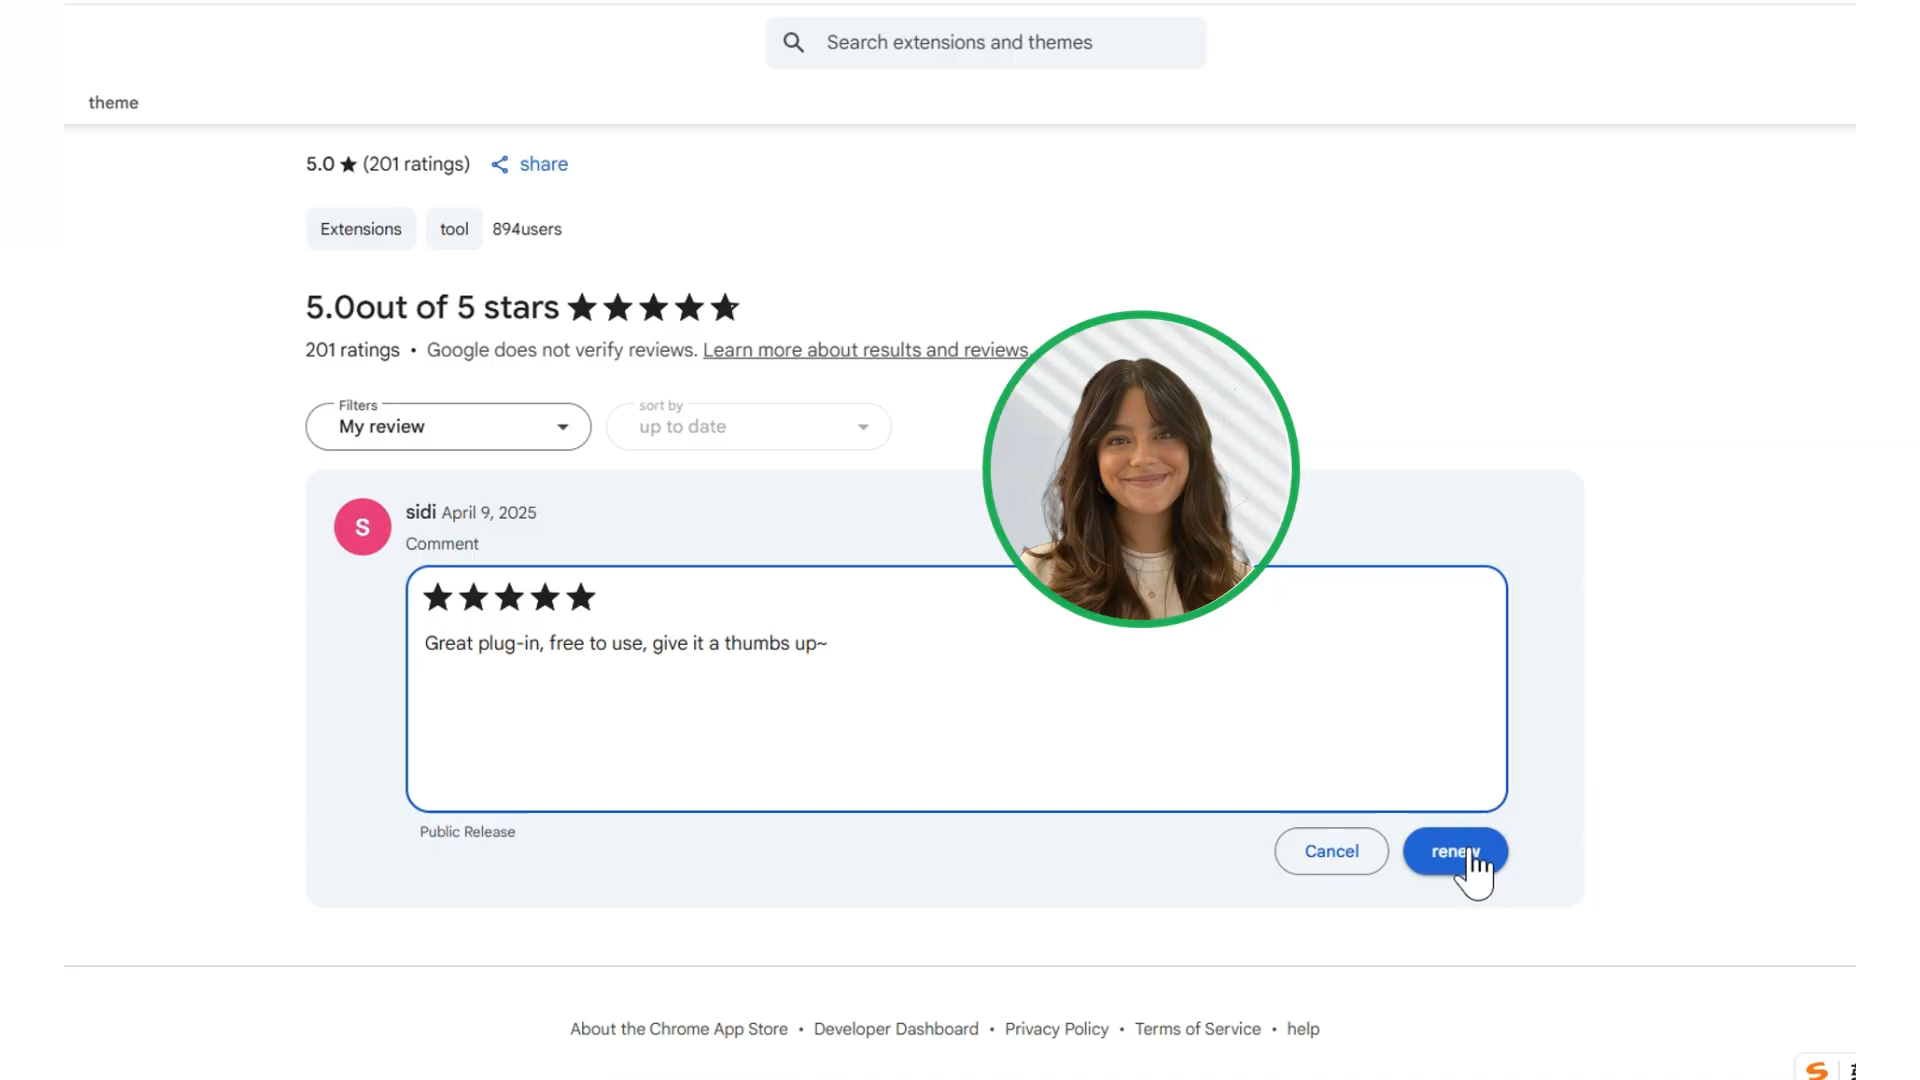 Search extensions and themes
theme
5.0 ★ (201 ratings) share
Extensions tool 894users
5.0out of 5 stars ★★★★★
201 ratings • Google does not verify reviews. Learn more about results and reviews.
Filters
My review
sort by
up to date
S
sidi April 9, 2025
Comment
★★★★★
Great plug-in, free to use, give it a thumbs up~
Public Release
Cancel
renew
About the Chrome App Store • Developer Dashboard • Privacy Policy • Terms of Service • help
S